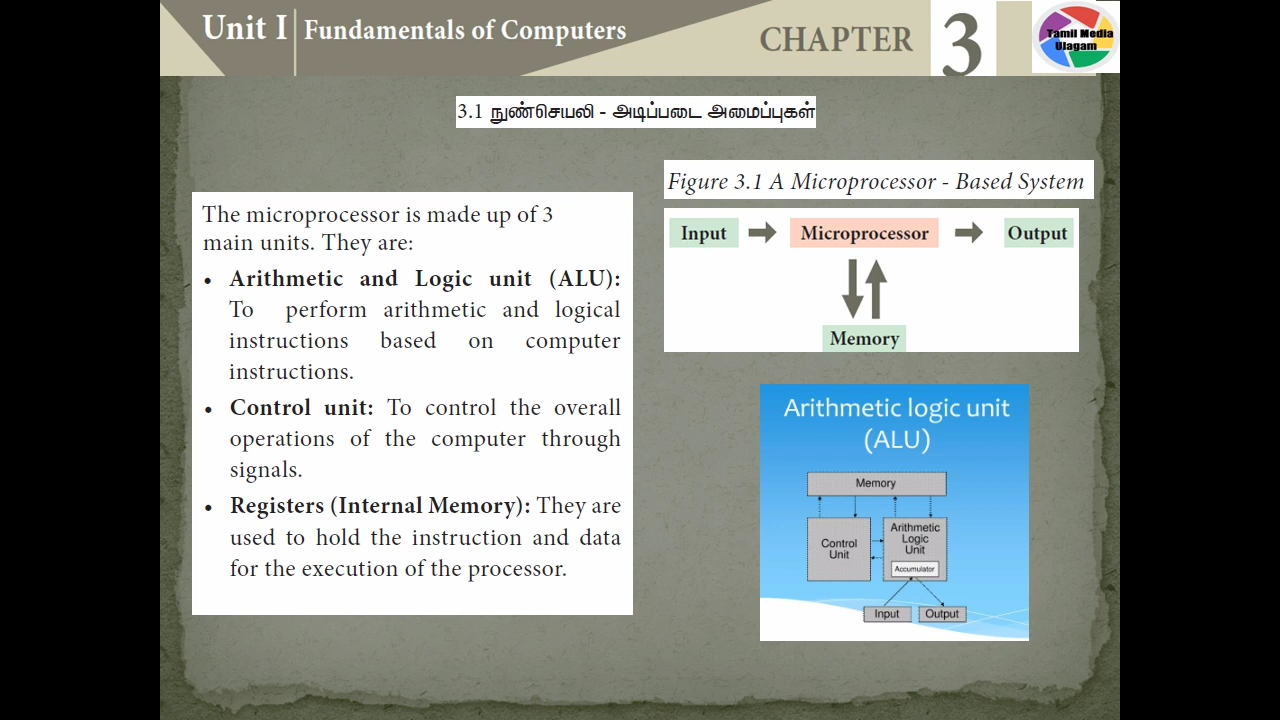 Unit I Fundamentals of Computers
CHAPTER 3
Tamil Media
Ulagam
3.1 நுண்செயலி - அடிப்படை அமைப்புகள்
The microprocessor is made up of 3
main units. They are:
• Arithmetic and Logic unit (ALU):
To perform arithmetic and logical
instructions based on computer
instructions.
• Control unit: To control the overall
operations of the computer through
signals.
• Registers (Internal Memory): They are
used to hold the instruction and data
for the execution of the processor.
Figure 3.1 A Microprocessor - Based System
Input Microprocessor Output
Memory
Arithmetic logic unit
(ALU)
Memory
Control
Unit
Arithmetic
Logic
Unit
Accumulator
Input Output